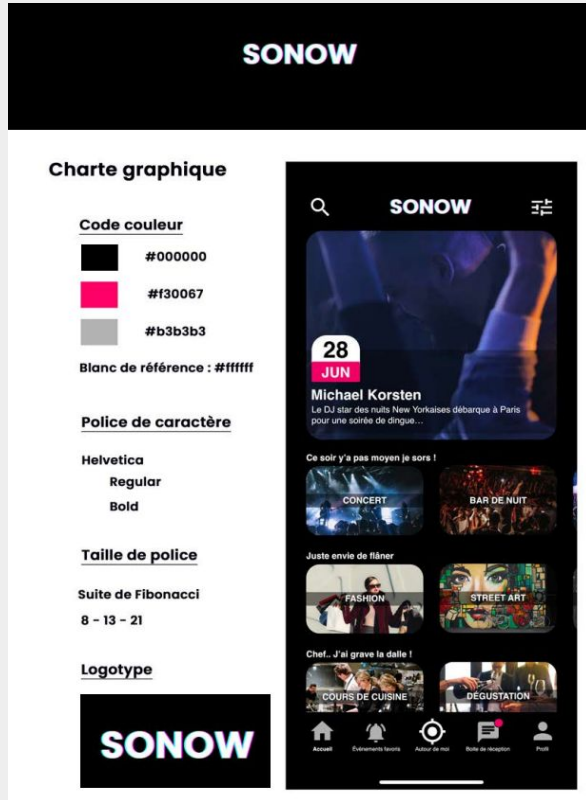 SONOW
Charte graphique
Code couleur
#000000
#f30067
#b3b3b3
Blanc de référence : #ffffff
Police de caractère
Helvetica
Regular
Bold
Taille de police
Suite de Fibonacci
8 - 13 - 21
Logotype
SONOW
SONOW
28
JUN
Michael Korsten
Le DJ star des nuits New Yorkaises débarque à Paris
pour une soirée de dingue...
Ce soir y'a pas moyen je sors !
CONCERT
BAR DE NUIT
Juste envie de flâner
FASHION
STREET ART
Chef.. J'ai grave la dalle !
COURS DE CUISINE
DÉGUSTATION
Accueil
Événements favoris
Autour de moi
Boite de réception
Profil